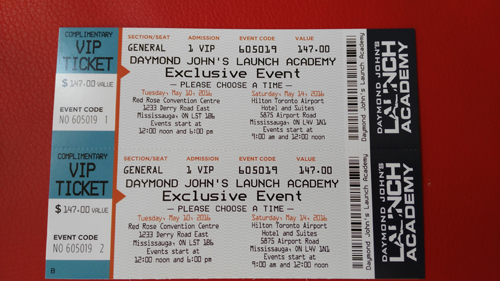 COMPLIMENTARY
VIP
TICKET
$147.00 VALUE
EVENT CODE
NO 605019 1
SECTION/SEAT ADMISSION EVENT CODE VALUE
GENERAL 1 VIP 605019 147.00
DAYMOND JOHN'S LAUNCH ACADEMY
Exclusive Event
— PLEASE CHOOSE A TIME —
Tuesday, May 10, 2016
Red Rose Convention Centre
1233 Derry Road East
Mississauga, ON L5T 1B6
Events start at
12:00 noon and 6:00 pm
Saturday, May 14, 2016
Hilton Toronto Airport
Hotel and Suites
5875 Airport Road
Mississauga, ON L4V 1N1
Events start at
9:00 am and 12:00 noon
Daymond John's Launch Academy
DAYMOND JOHN'S
LAUNCH
ACADEMY
COMPLIMENTARY
VIP
TICKET
$147.00 VALUE
EVENT CODE
NO 605019 2
B
SECTION/SEAT ADMISSION EVENT CODE VALUE
GENERAL 1 VIP 605019 147.00
DAYMOND JOHN'S LAUNCH ACADEMY
Exclusive Event
— PLEASE CHOOSE A TIME —
Tuesday, May 10, 2016
Red Rose Convention Centre
1233 Derry Road East
Mississauga, ON L5T 1B6
Events start at
12:00 noon and 6:00 pm
Saturday, May 14, 2016
Hilton Toronto Airport
Hotel and Suites
5875 Airport Road
Mississauga, ON L4V 1N1
Events start at
9:00 am and 12:00 noon
Daymond John's Launch Academy
DAYMOND JOHN'S
LAUNCH
ACADEMY